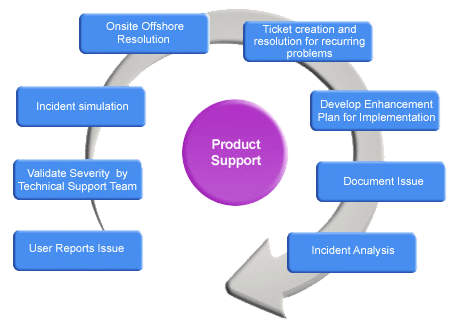 Onsite Offshore
Resolution
Ticket creation and
resolution for recurring
problems
Incident simulation
Develop Enhancement
Plan for Implementation
Product
Support
Validate Severity by
Technical Support Team
Document Issue
User Reports Issue
Incident Analysis